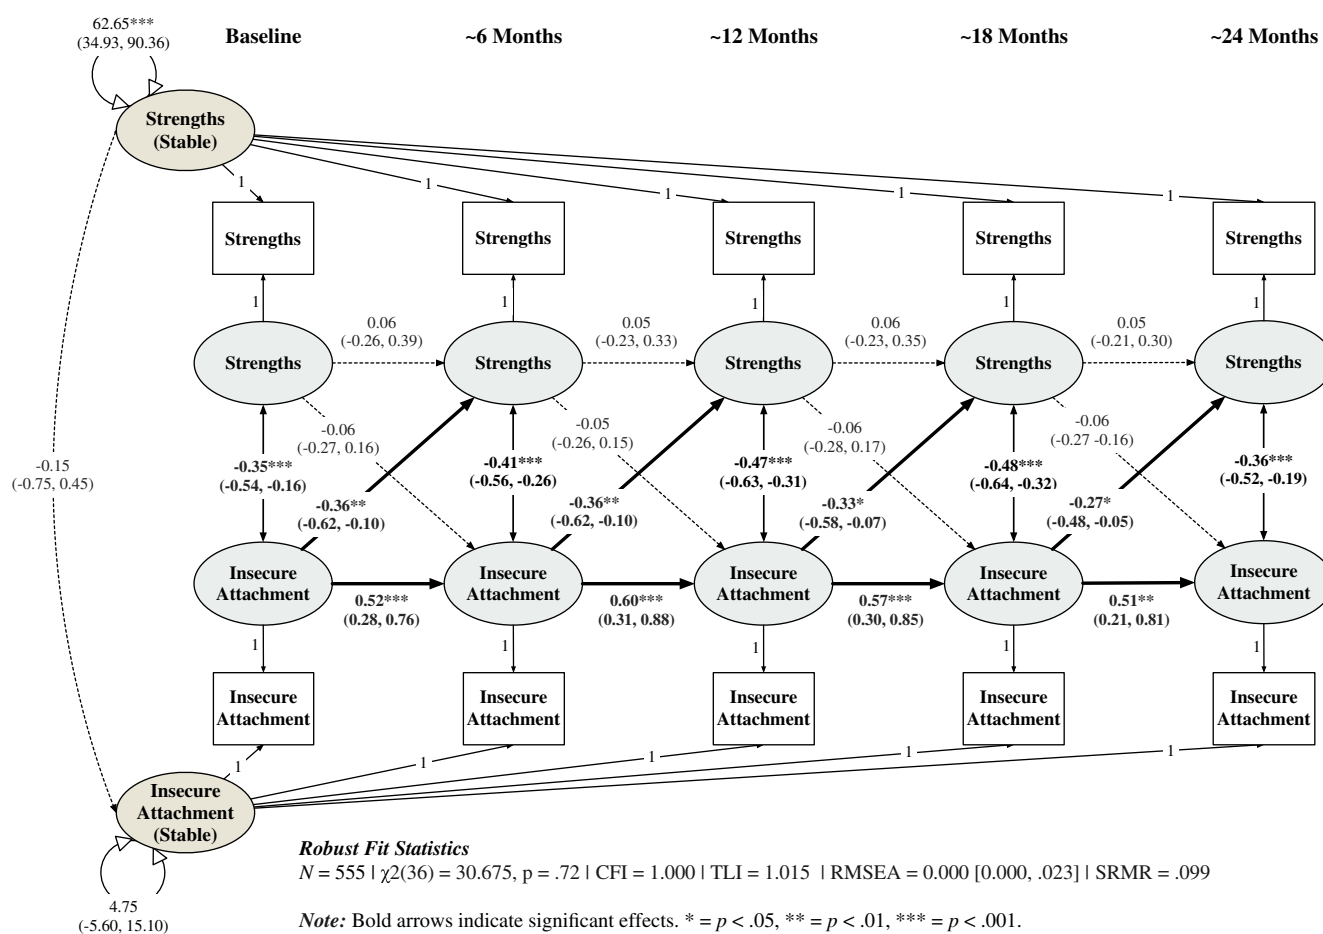 62.65***
(34.93, 90.36)
Baseline
~6 Months
~12 Months
~18 Months
~24 Months
Strengths
(Stable)
1
1
1
1
1
Strengths
Strengths
Strengths
Strengths
Strengths
1
1
1
1
1
0.06
(-0.26, 0.39)
0.05
(-0.23, 0.33)
0.06
(-0.23, 0.35)
0.05
(-0.21, 0.30)
Strengths
Strengths
Strengths
Strengths
Strengths
-0.06
(-0.27, 0.16)
-0.05
(-0.26, 0.15)
-0.06
(-0.28, 0.17)
-0.06
(-0.27 -0.16)
-0.15
(-0.75, 0.45)
-0.35***
(-0.54, -0.16)
-0.41***
(-0.56, -0.26)
-0.47***
(-0.63, -0.31)
-0.48***
(-0.64, -0.32)
-0.36***
(-0.52, -0.19)
-0.36**
(-0.62, -0.10)
-0.36**
(-0.62, -0.10)
-0.33*
(-0.58, -0.07)
-0.27*
(-0.48, -0.05)
Insecure
Attachment
Insecure
Attachment
Insecure
Attachment
Insecure
Attachment
Insecure
Attachment
0.52***
(0.28, 0.76)
0.60***
(0.31, 0.88)
0.57***
(0.30, 0.85)
0.51**
(0.21, 0.81)
1
1
1
1
1
Insecure
Attachment
Insecure
Attachment
Insecure
Attachment
Insecure
Attachment
Insecure
Attachment
1
1
1
1
1
Insecure
Attachment
(Stable)
4.75
(-5.60, 15.10)
Robust Fit Statistics
N = 555 | χ2(36) = 30.675, p = .72 | CFI = 1.000 | TLI = 1.015 | RMSEA = 0.000 [0.000, .023] | SRMR = .099
Note: Bold arrows indicate significant effects. * = p < .05, ** = p < .01, *** = p < .001.